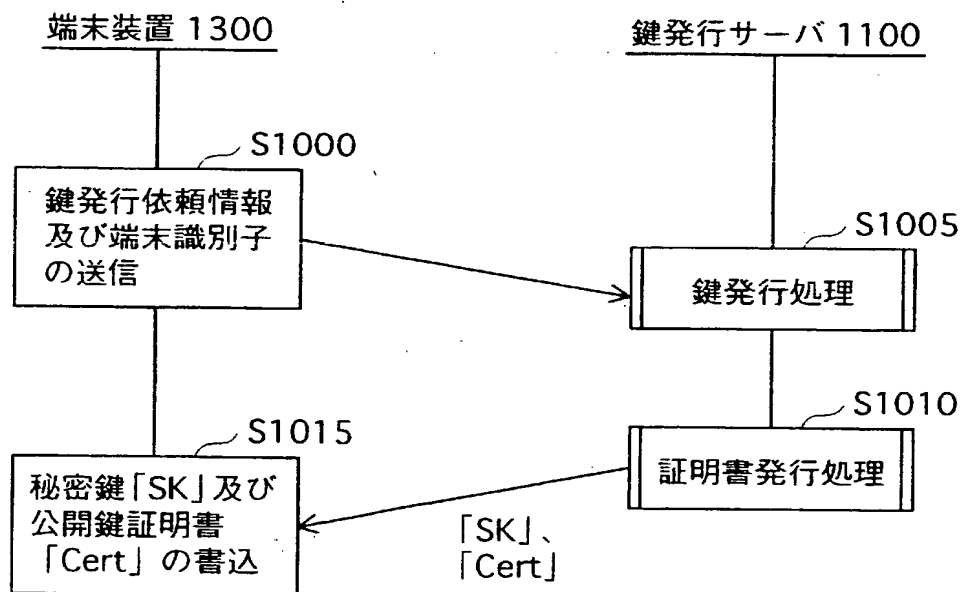 端末装置 1300
鍵発行サーバ 1100
S1000
鍵発行依頼情報
及び端末識別子
の送信
S1005
鍵発行処理
S1010
証明書発行処理
S1015
秘密鍵「SK」及び
公開鍵証明書
「Cert」の書込
「SK」、
「Cert」